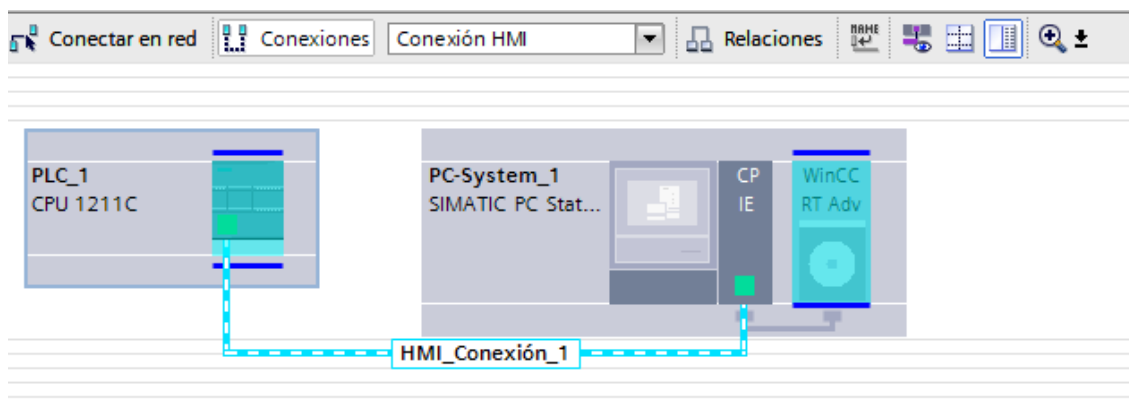 Conectar en red Conexiones Conexión HMI Relaciones NAME
PLC_1
CPU 1211C
PC-System_1
SIMATIC PC Stat...
CP
IE
WinCC
RT Adv
HMI_Conexión_1